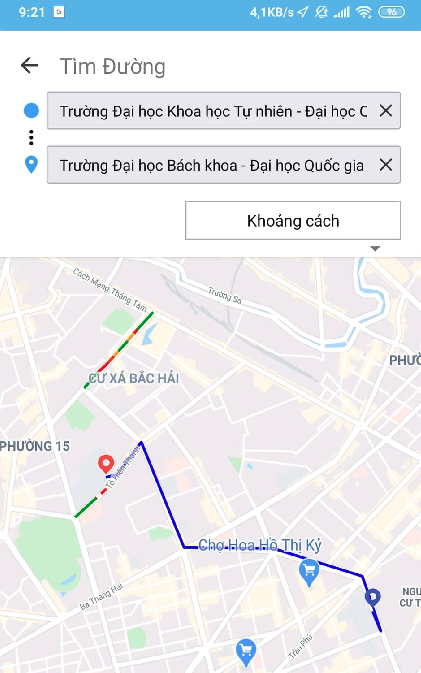 9:21
G
4,1KB/s
96
Tìm Đường
Trường Đại học Khoa học Tự nhiên - Đại học
Trường Đại học Bách khoa - Đại học Quốc gia
Khoáng cách
Cách Mạng Tháng Tám
Trường Sa
PHƯỜ
CƯ XÁ BẮC HẢI
PHƯỜNG 15
Tô Hiến Thành
Chợ Hoa Hồ Thị Kỷ
Ba Tháng Hai
NGU
CƯ T
Trần Phú